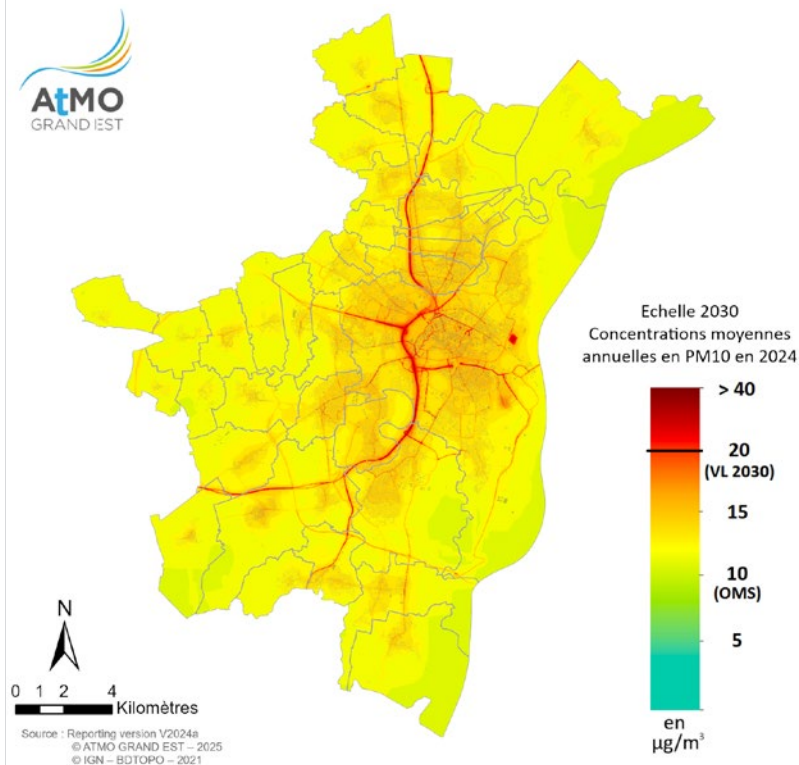 AtMO
GRAND EST
Echelle 2030
Concentrations moyennes
annuelles en PM10 en 2024
> 40
20
(VL 2030)
15
10
(OMS)
5
en
µg/m³
N
0 1 2 4
Kilomètres
Source : Reporting version V2024a
© ATMO GRAND EST – 2025
© IGN – BDTOPO – 2021